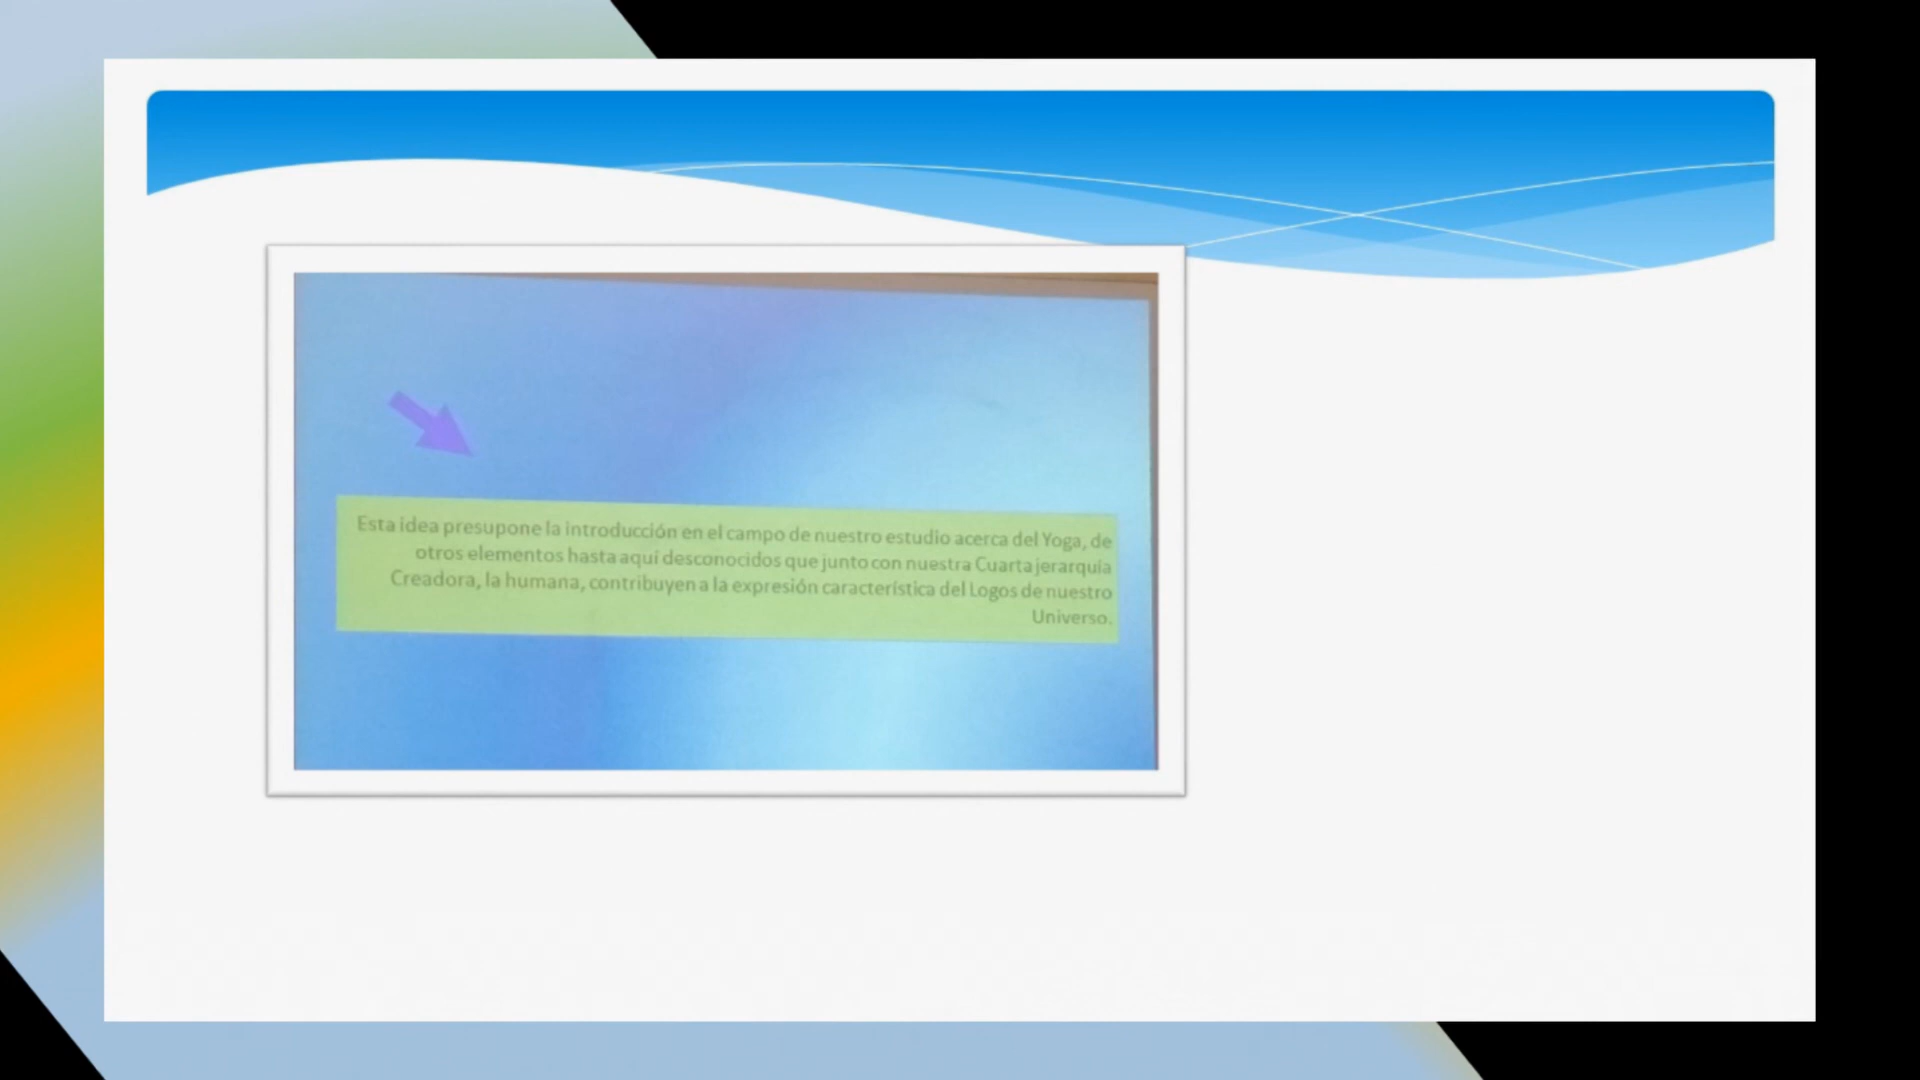 Esta idea presupone la introducción en el campo de nuestro estudio acerca del Yoga, de
otros elementos hasta aquí desconocidos que junto con nuestra Cuarta jerarquía
Creadora, la humana, contribuyen a la expresión característica del Logos de nuestro
Universo.